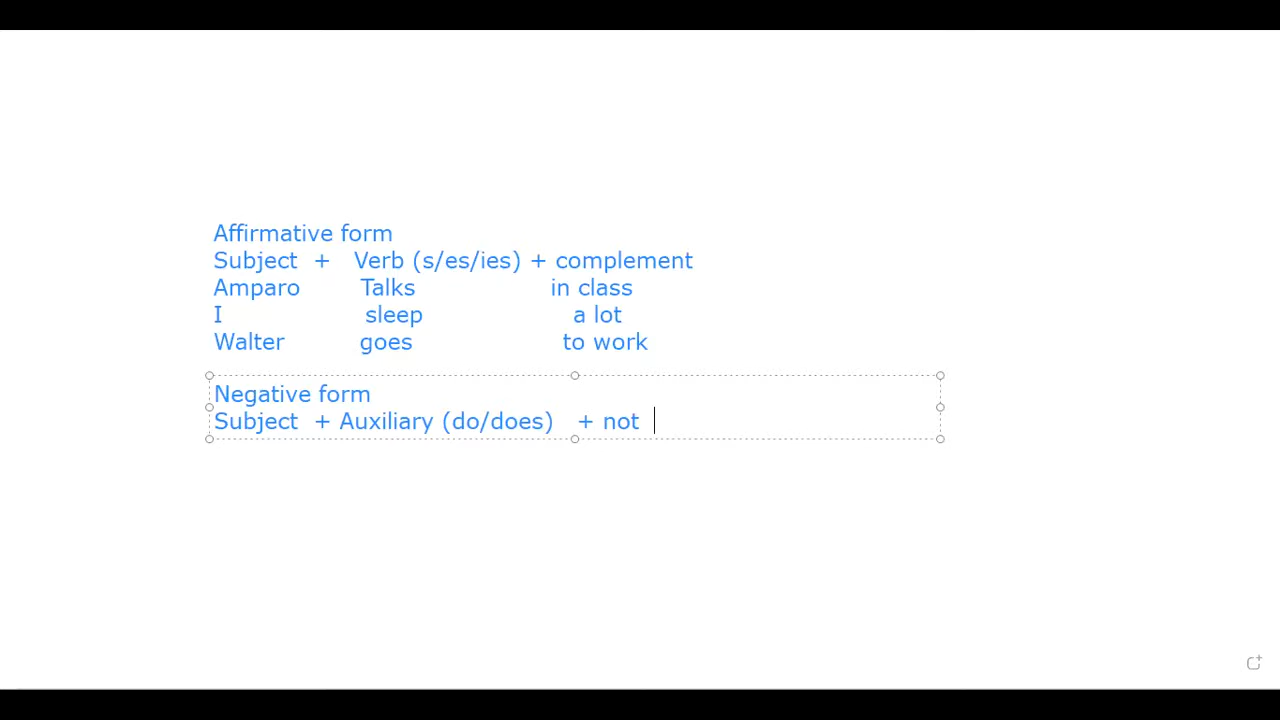 Affirmative form
Subject + Verb (s/es/ies) + complement
Amparo Talks in class
I sleep a lot
Walter goes to work
Negative form
Subject + Auxiliary (do/does) + not